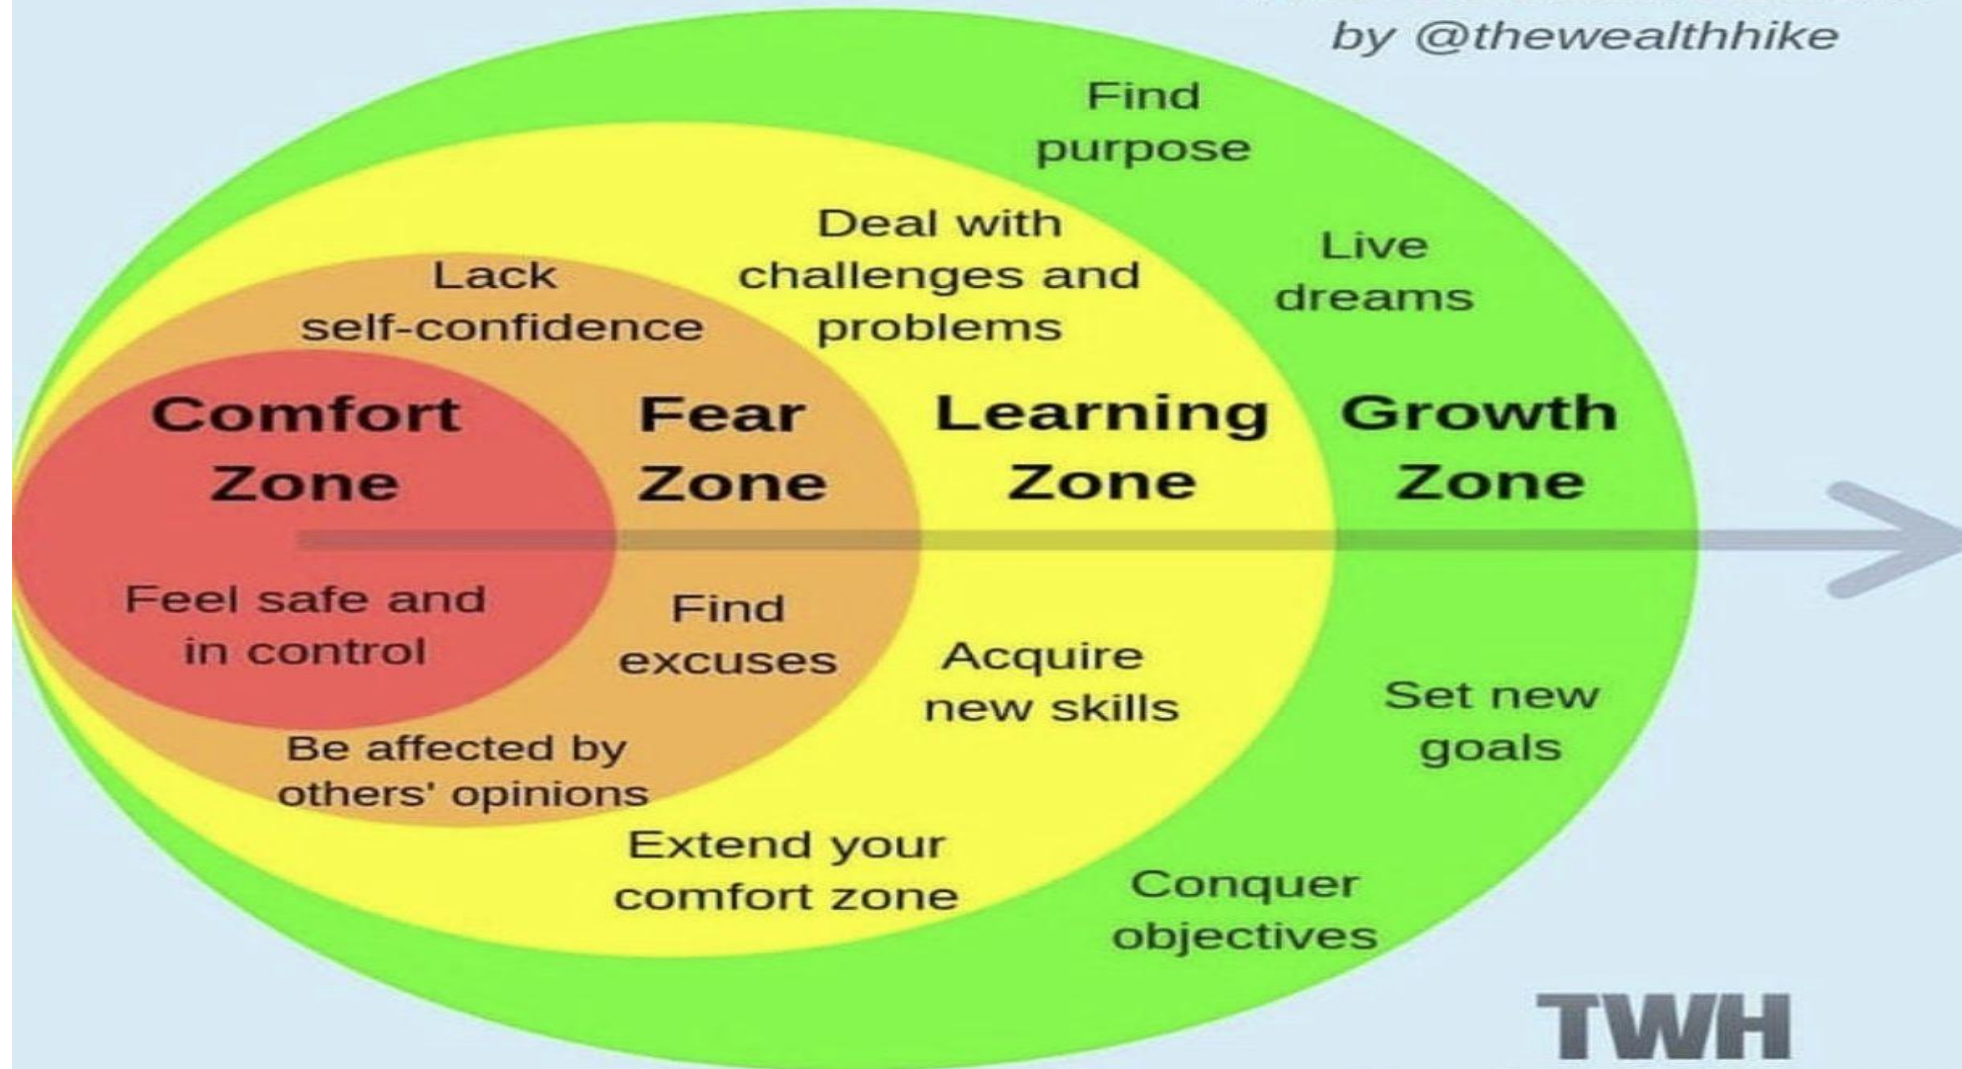 by @thewealthhike
Find
purpose
Live
dreams
Deal with
challenges and
problems
Lack
self-confidence
Comfort
Zone
Fear
Zone
Learning
Zone
Growth
Zone
Feel safe and
in control
Find
excuses
Be affected by
others' opinions
Acquire
new skills
Extend your
comfort zone
Set new
goals
Conquer
objectives
TWH